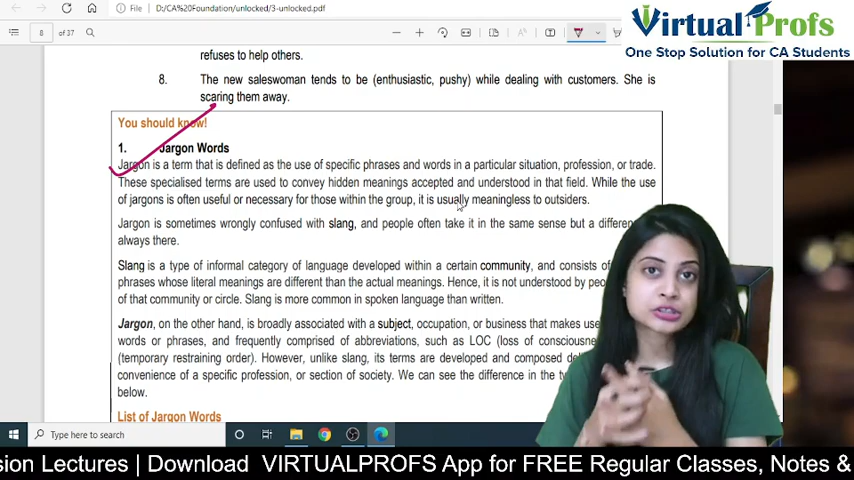 File
D:/CA%20Foundation/unlocked/3-unlocked.pdf
8 of 37
Virtual Profs
One Stop Solution for CA Students
refuses to help others.
8. The new saleswoman tends to be (enthusiastic, pushy) while dealing with customers. She is
scaring them away.
You should know!
1. Jargon Words
Jargon is a term that is defined as the use of specific phrases and words in a particular situation, profession, or trade.
These specialised terms are used to convey hidden meanings accepted and understood in that field. While the use
of jargons is often useful or necessary for those within the group, it is usually meaningless to outsiders.
Jargon is sometimes wrongly confused with slang, and people often take it in the same sense but a
always there.
Slang is a type of informal category of language developed within a certain community, and consists of
phrases whose literal meanings are different than the actual meanings. Hence, it is not understood by
of that community or circle. Slang is more common in spoken language than written.
Jargon, on the other hand, is broadly associated with a subject, occupation, or business that makes
words or phrases, and frequently comprised of abbreviations, such as LOC (loss of
(temporary restraining order). However, unlike slang, its terms are developed and composed
convenience of a specific profession, or section of society. We can see the difference in the
below.
List of Jargon Words
Type here to search
sion Lectures | Download VIRTUALPROFS App for FREE Regular Classes, Notes &